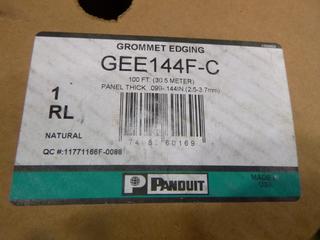 GROMMET EDGING
GEE144F-C
100 FT. (30.5 METER)
PANEL THICK .099-.144IN (2.5-3.7mm)
1
RL
NATURAL
QC #:11771166F-0088
PANDUIT
MADE IN
USA